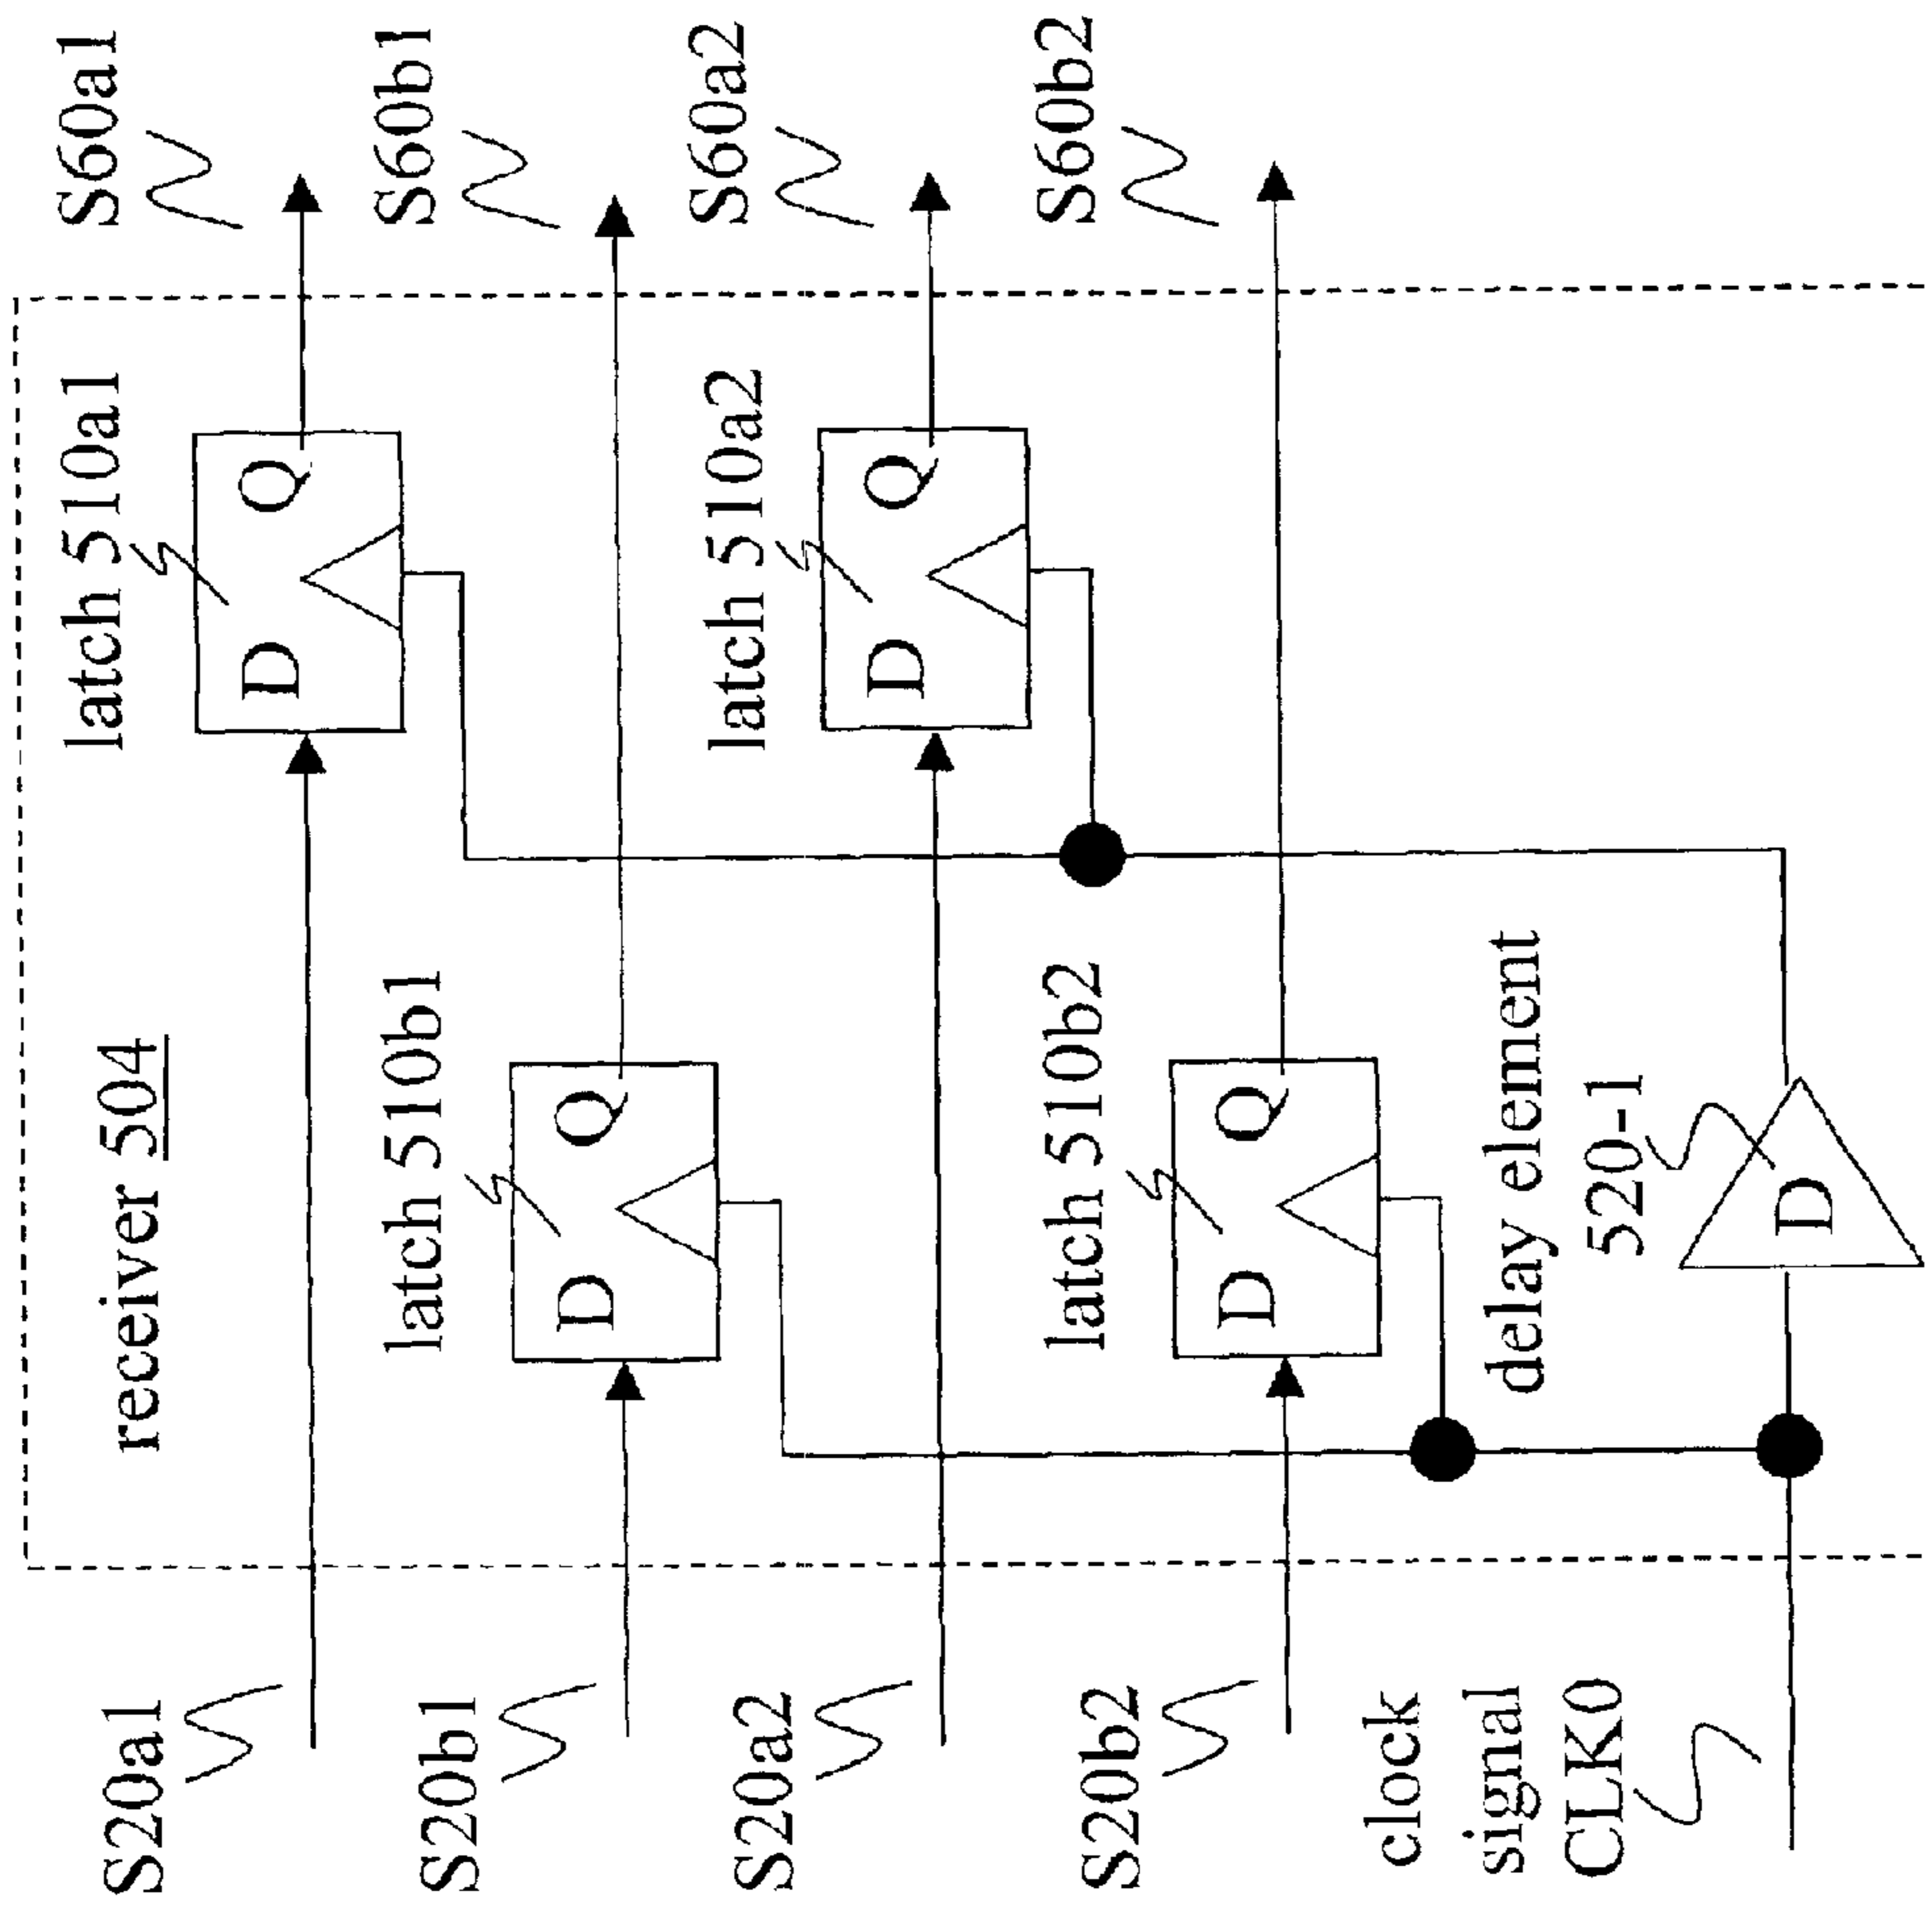 receiver 504
S20a1
latch 510a1
D
Q
S60a1
S20b1
latch 510b1
D
Q
S60b1
S20a2
latch 510a2
D
Q
S60a2
S20b2
latch 510b2
D
Q
S60b2
clock
signal
CLK0
delay element
520-1
D